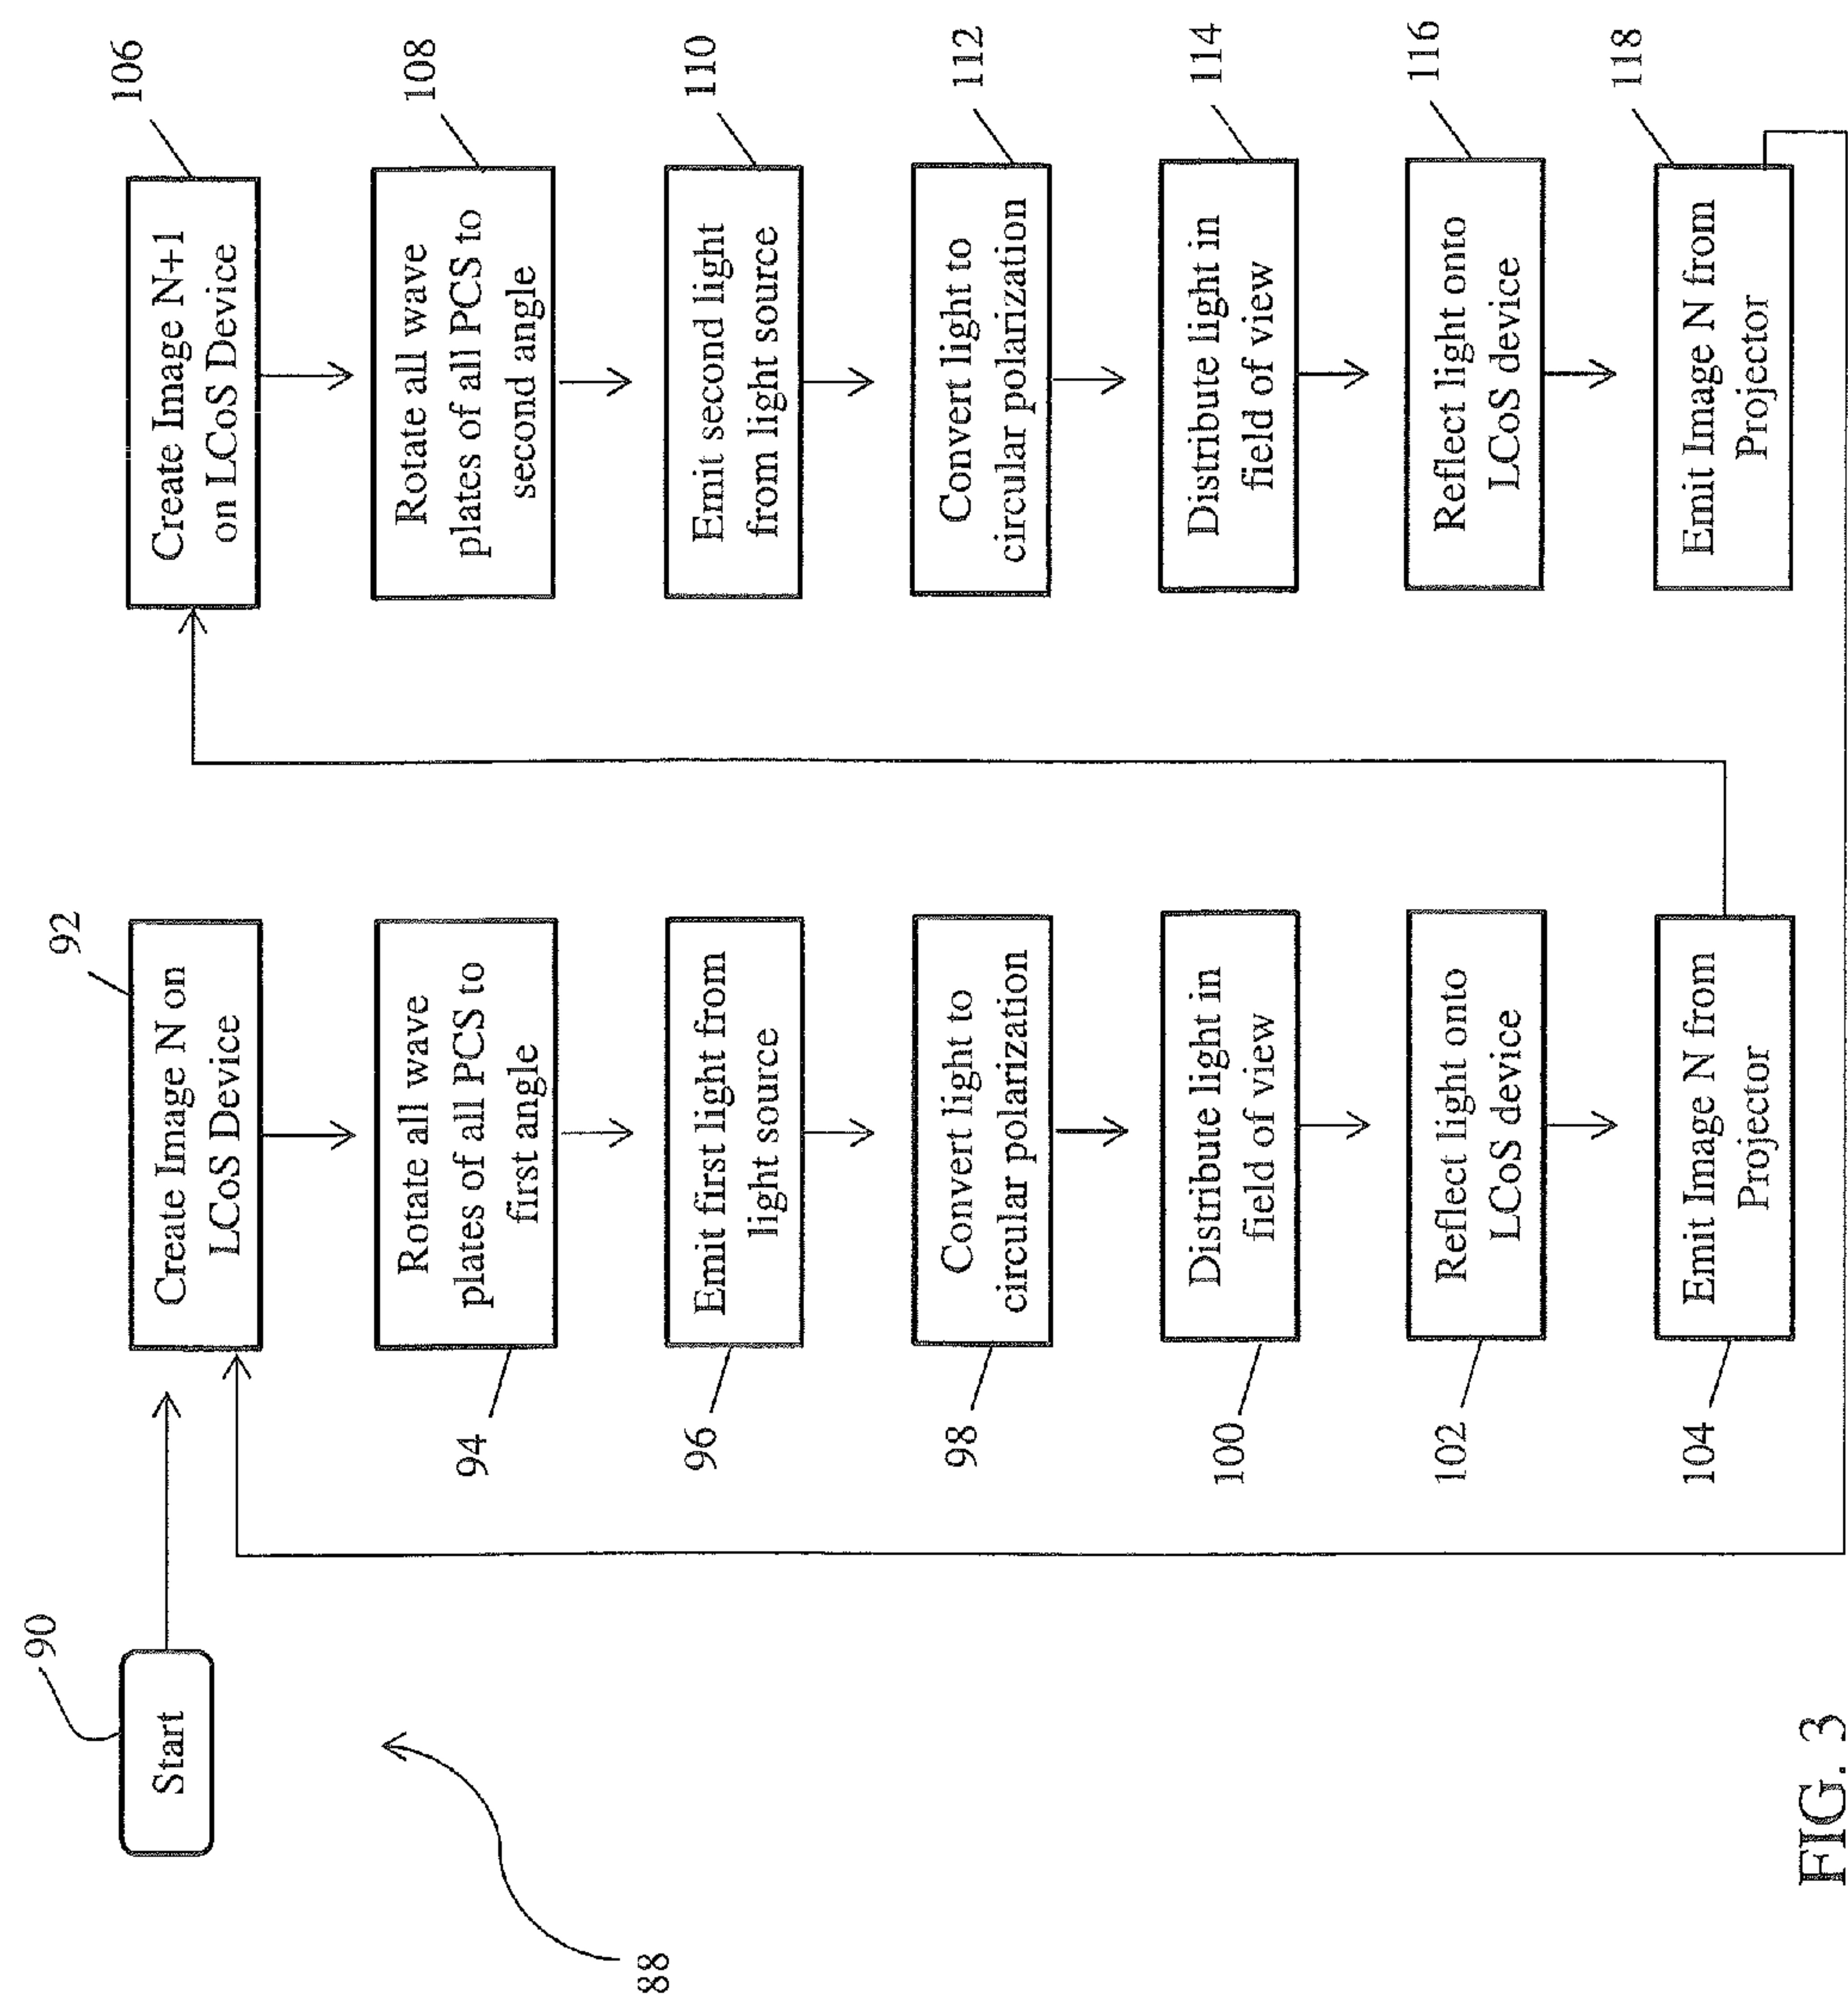 88
90
Start
92
Create Image N on
LCoS Device
94
Rotate all wave
plates of all PCS to
first angle
96
Emit first light from
light source
98
Convert light to
circular polarization
100
Distribute light in
field of view
102
Reflect light onto
LCoS device
104
Emit Image N from
Projector
106
Create Image N+1
on LCoS Device
108
Rotate all wave
plates of all PCS to
second angle
110
Emit second light
from light source
112
Convert light to
circular polarization
114
Distribute light in
field of view
116
Reflect light onto
LCoS device
118
Emit Image N from
Projector
FIG. 3